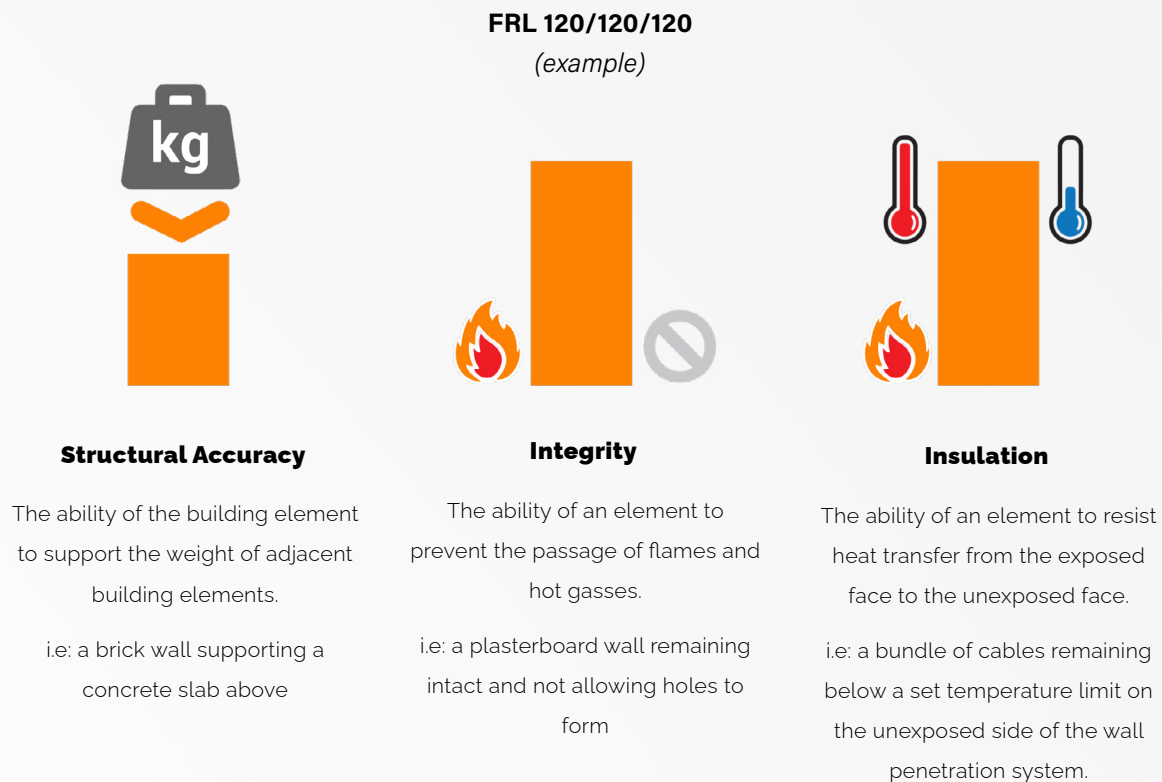 FRL 120/120/120
(example)
kg
Structural Accuracy
The ability of the building element
to support the weight of adjacent
building elements.
i.e: a brick wall supporting a
concrete slab above
Integrity
The ability of an element to
prevent the passage of flames and
hot gasses.
i.e: a plasterboard wall remaining
intact and not allowing holes to
form
Insulation
The ability of an element to resist
heat transfer from the exposed
face to the unexposed face.
i.e: a bundle of cables remaining
below a set temperature limit on
the unexposed side of the wall
penetration system.